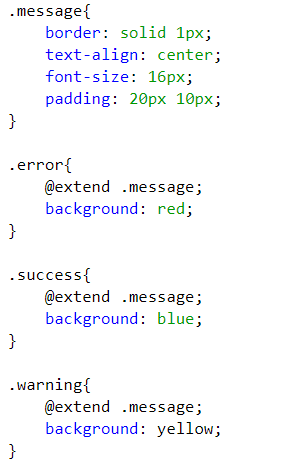 .message{
    border: solid 1px;
    text-align: center;
    font-size: 16px;
    padding: 20px 10px;
}

.error{
    @extend .message;
    background: red;
}

.success{
    @extend .message;
    background: blue;
}

.warning{
    @extend .message;
    background: yellow;
}